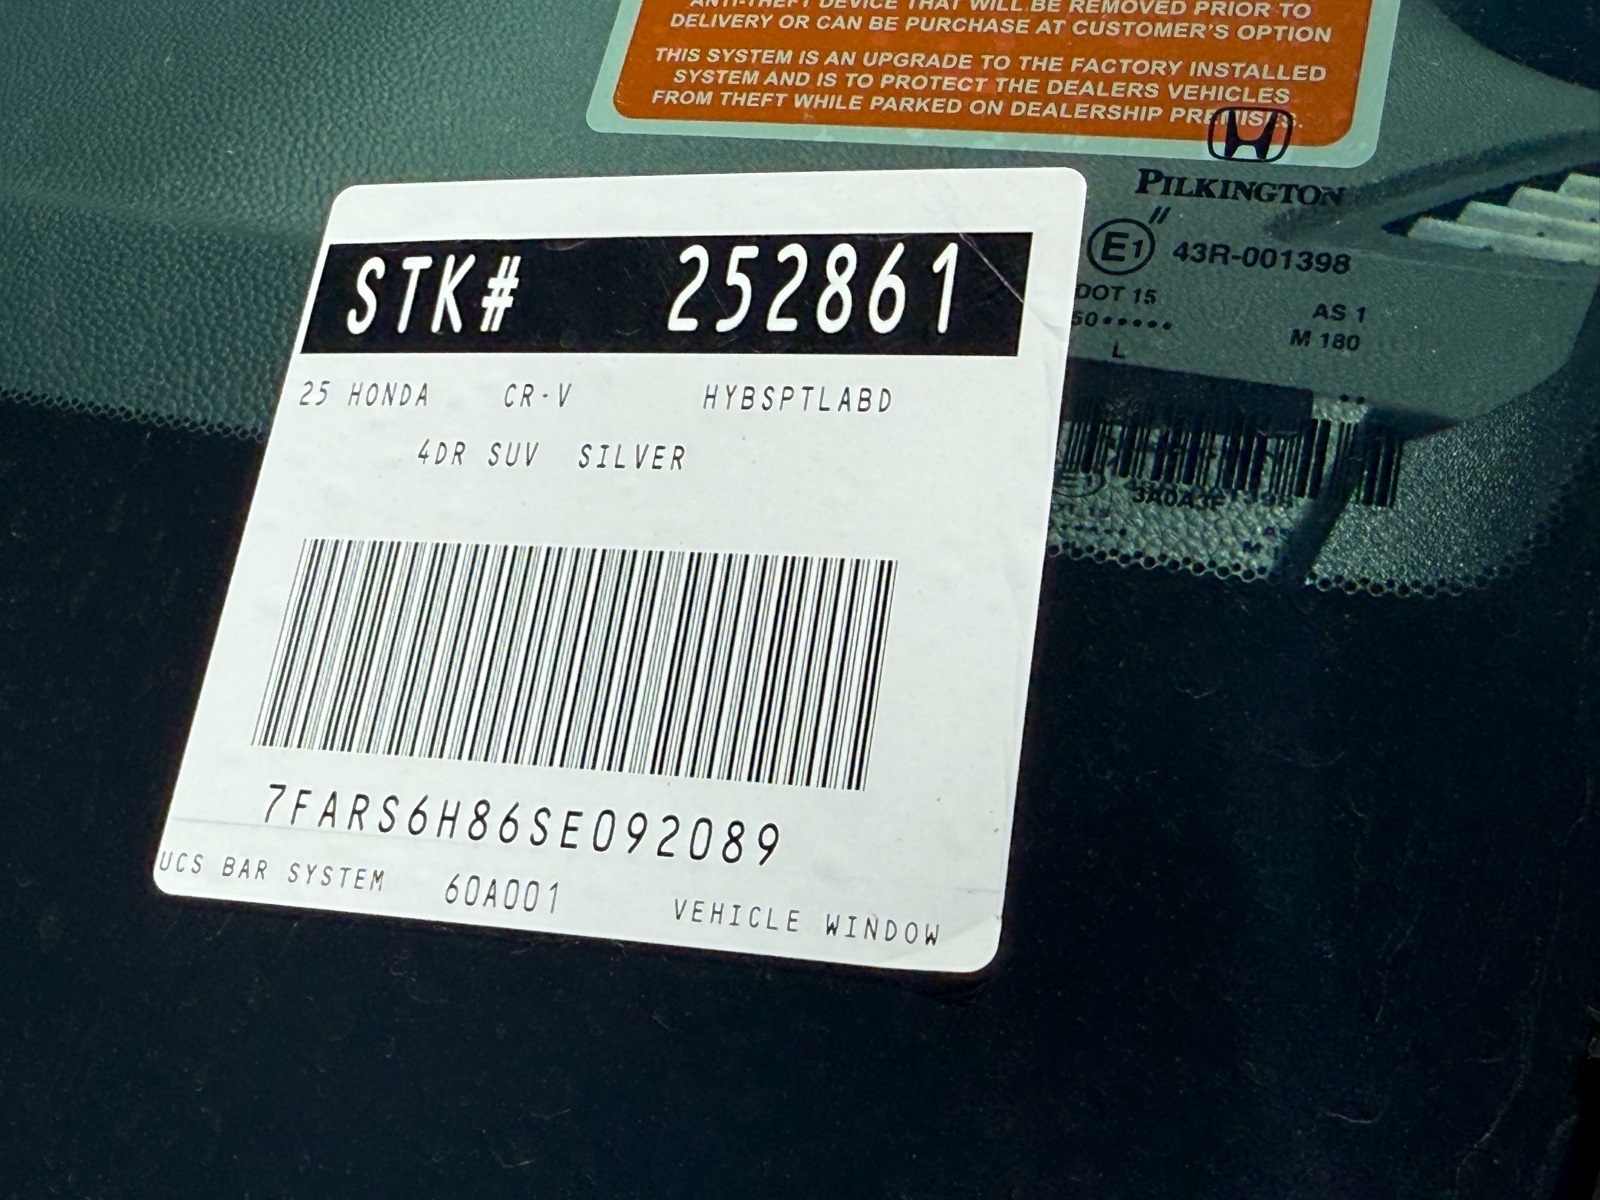 ANTI-THEFT DEVICE THAT WILL BE REMOVED PRIOR TO
DELIVERY OR CAN BE PURCHASE AT CUSTOMER'S OPTION
THIS SYSTEM IS AN UPGRADE TO THE FACTORY INSTALLED
SYSTEM AND IS TO PROTECT THE DEALERS VEHICLES
FROM THEFT WHILE PARKED ON DEALERSHIP PREMISES.
PILKINGTON
//
E1 43R-001398
DOT 15 AS 1
50••••• M 180
L
STK# 252861
25 HONDA CR-V HYBSPTLABD
4DR SUV SILVER
7FARS6H86SE092089
UCS BAR SYSTEM 60A001 VEHICLE WINDOW